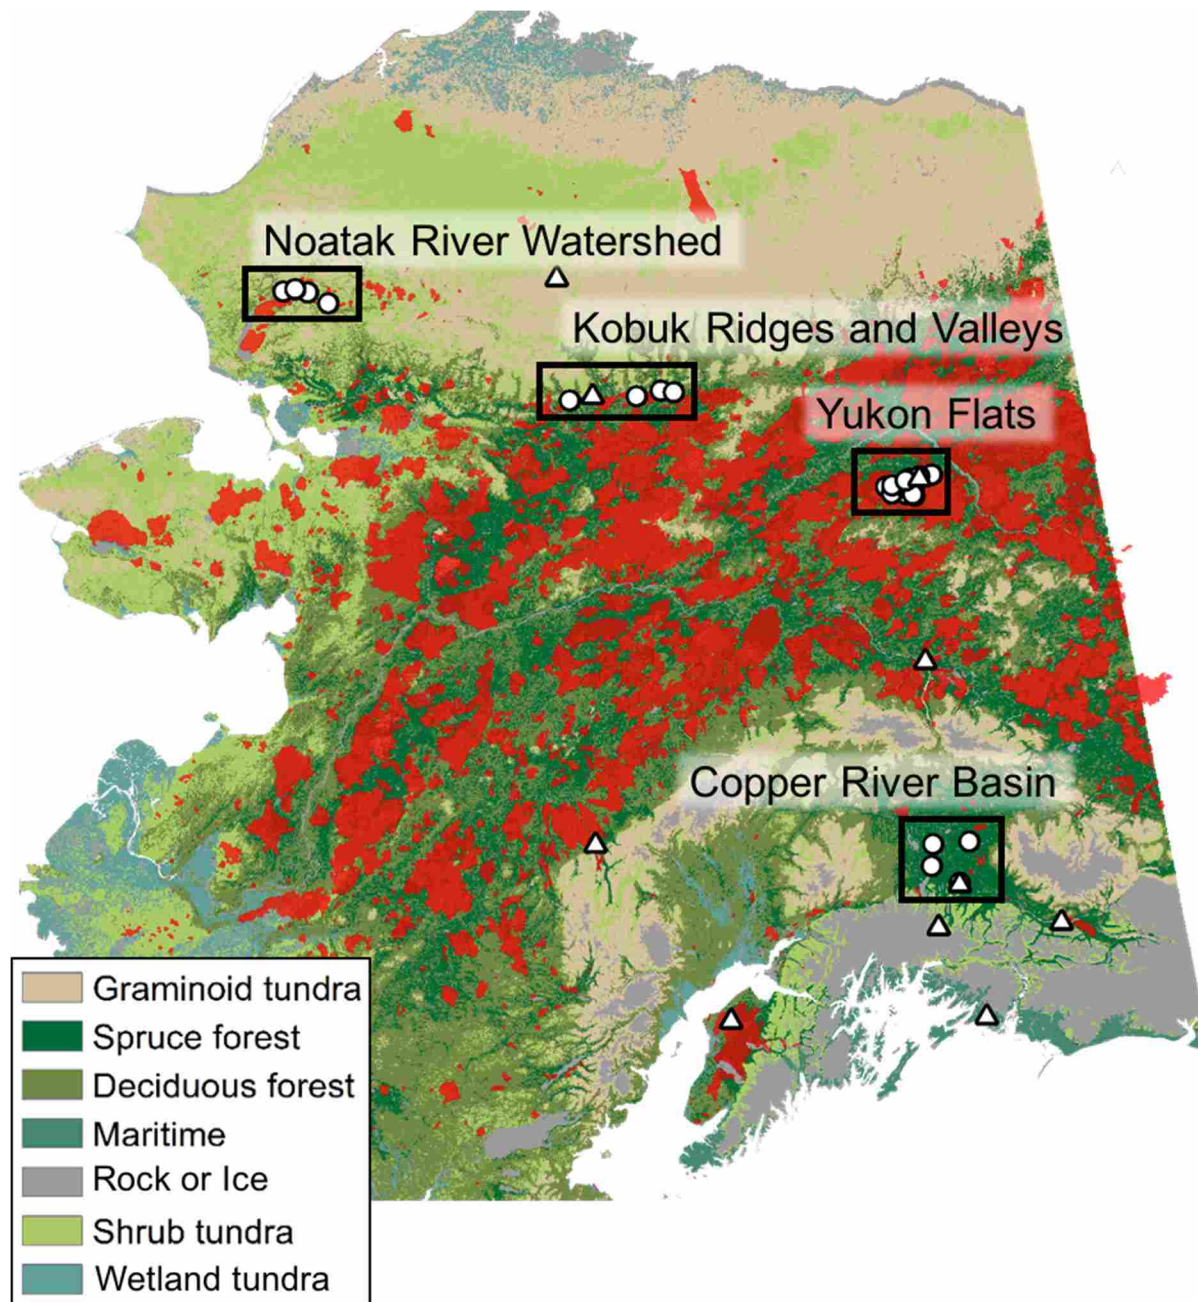 Noatak River Watershed
Kobuk Ridges and Valleys
Yukon Flats
Copper River Basin
Graminoid tundra
Spruce forest
Deciduous forest
Maritime
Rock or Ice
Shrub tundra
Wetland tundra